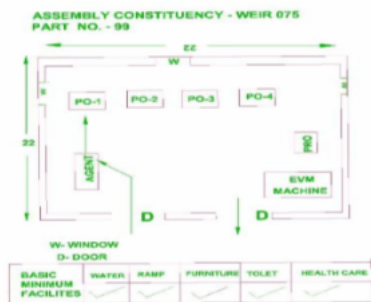 ASSEMBLY CONSTITUENCY - WEIR 075
PART NO. - 99
22
W
PO-1 PO-2 PO-3 PO-4
22
AGENT
PRO
EVM
MACHINE
D D
W- WINDOW
D- DOOR
BASIC
MINIMUM
FACILITES
WATER RAMP FURNITURE TOLET HEALTH CARE